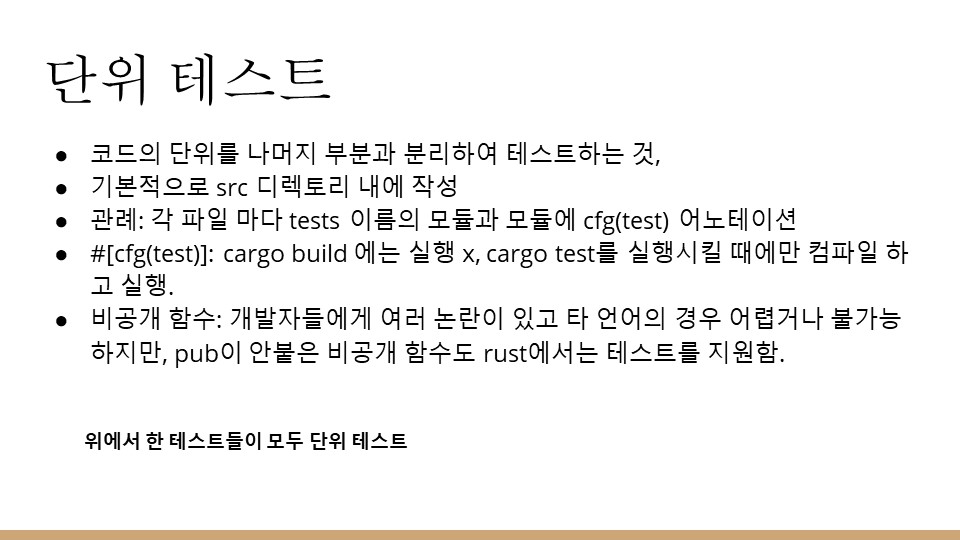 단위 테스트
● 코드의 단위를 나머지 부분과 분리하여 테스트하는 것,
● 기본적으로 src 디렉토리 내에 작성
● 관례: 각 파일 마다 tests 이름의 모듈과 모듈에 cfg(test) 어노테이션
● #[cfg(test)]: cargo build 에는 실행 x, cargo test를 실행시킬 때에만 컴파일 하
고 실행.
● 비공개 함수: 개발자들에게 여러 논란이 있고 타 언어의 경우 어렵거나 불가능
하지만, pub이 안붙은 비공개 함수도 rust에서는 테스트를 지원함.
위에서 한 테스트들이 모두 단위 테스트